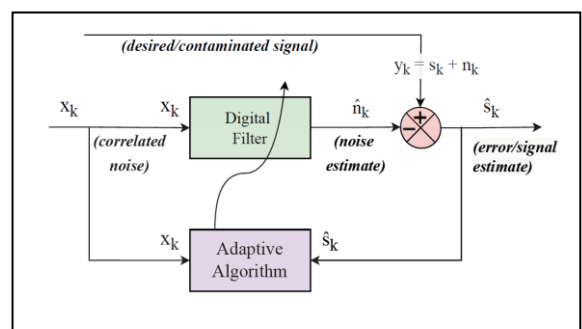 (desired/contaminated signal)
yₖ = sₖ + nₖ
xₖ
xₖ
Digital
Filter
n̂ₖ
+
−
ŝₖ
(correlated
noise)
(noise
estimate)
(error/signal
estimate)
xₖ
Adaptive
Algorithm
ŝₖ